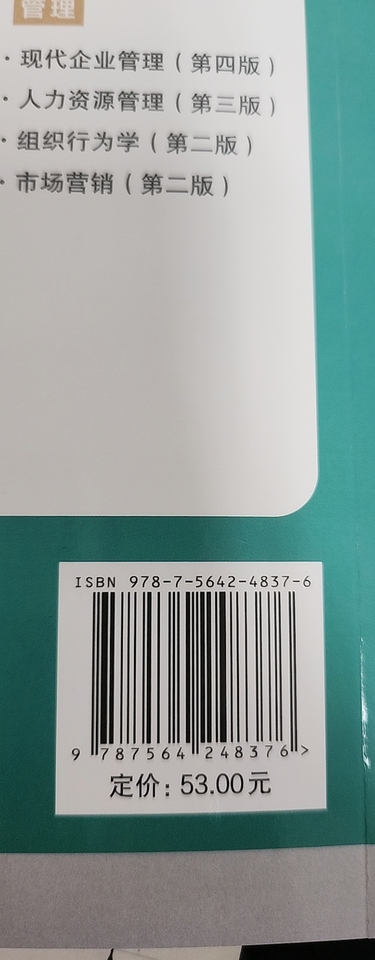 管理
· 现代企业管理（第四版）
· 人力资源管理（第三版）
· 组织行为学（第二版）
· 市场营销（第二版）
ISBN 978-7-5642-4837-6
9 787564 248376 >
定价：53.00元